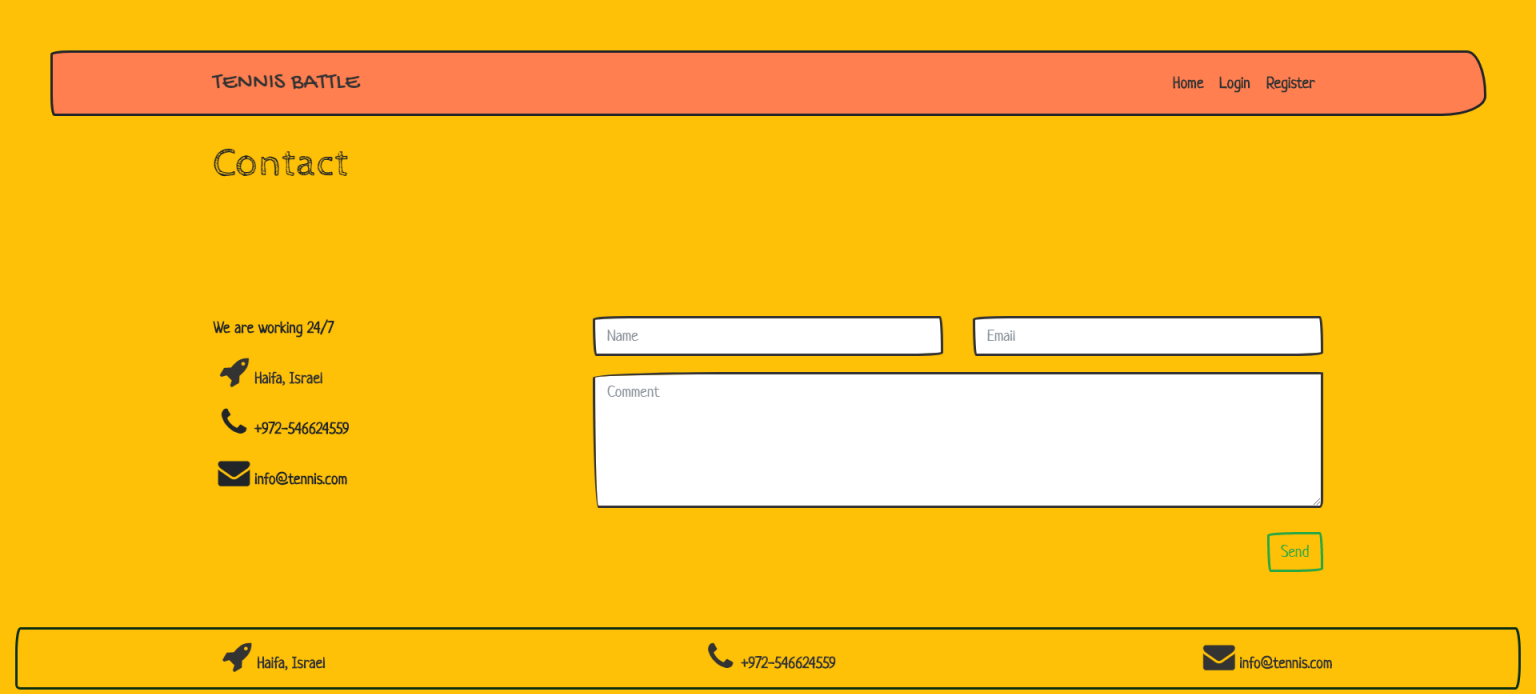 TENNIS BATTLE
Home Login Register
Contact
We are working 24/7
Haifa, Israel
+972-546624559
info@tennis.com
Name
Email
Comment
Send
Haifa, Israel
+972-546624559
info@tennis.com